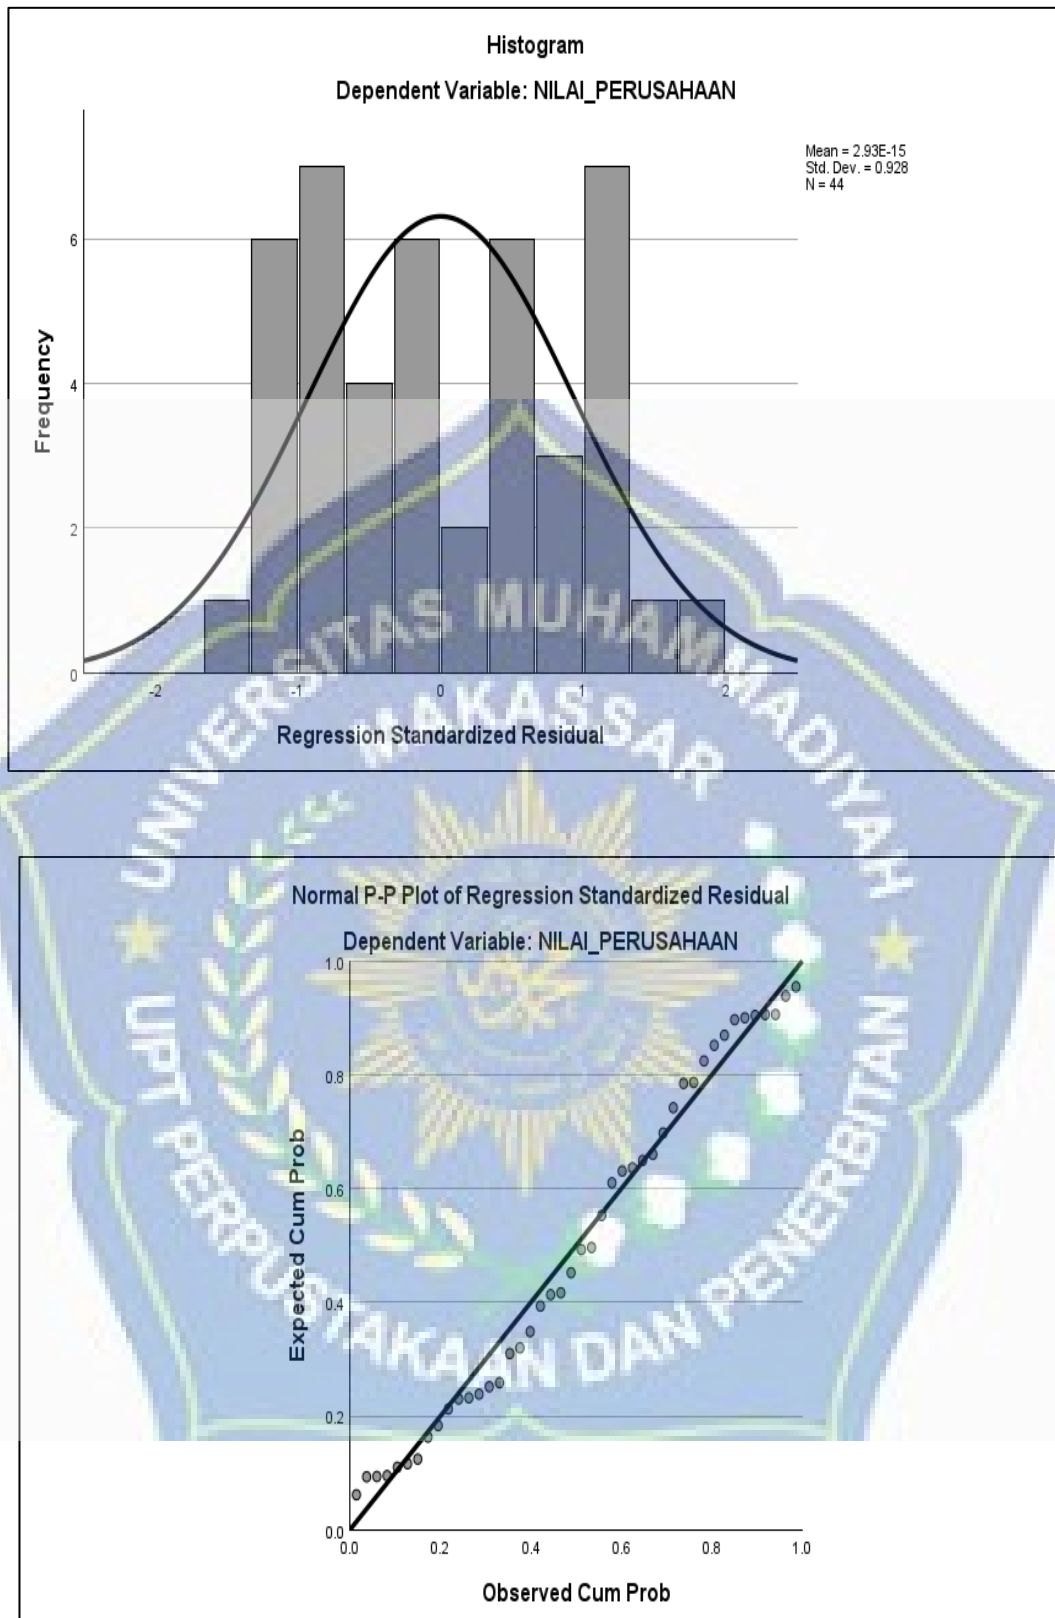 Histogram
Dependent Variable: NILAI_PERUSAHAAN
Mean = 2.93E-15
Std. Dev. = 0.928
N = 44
6
4
2
0
Frequency
-2 -1 0 1 2
Regression Standardized Residual
UNIVERSITAS MUHAMMADIYAH
MAKASSAR
UPT PERPUSTAKAAN DAN PENERBITAN
Normal P-P Plot of Regression Standardized Residual
Dependent Variable: NILAI_PERUSAHAAN
1.0
0.8
0.6
0.4
0.2
0.0
Expected Cum Prob
0.0 0.2 0.4 0.6 0.8 1.0
Observed Cum Prob